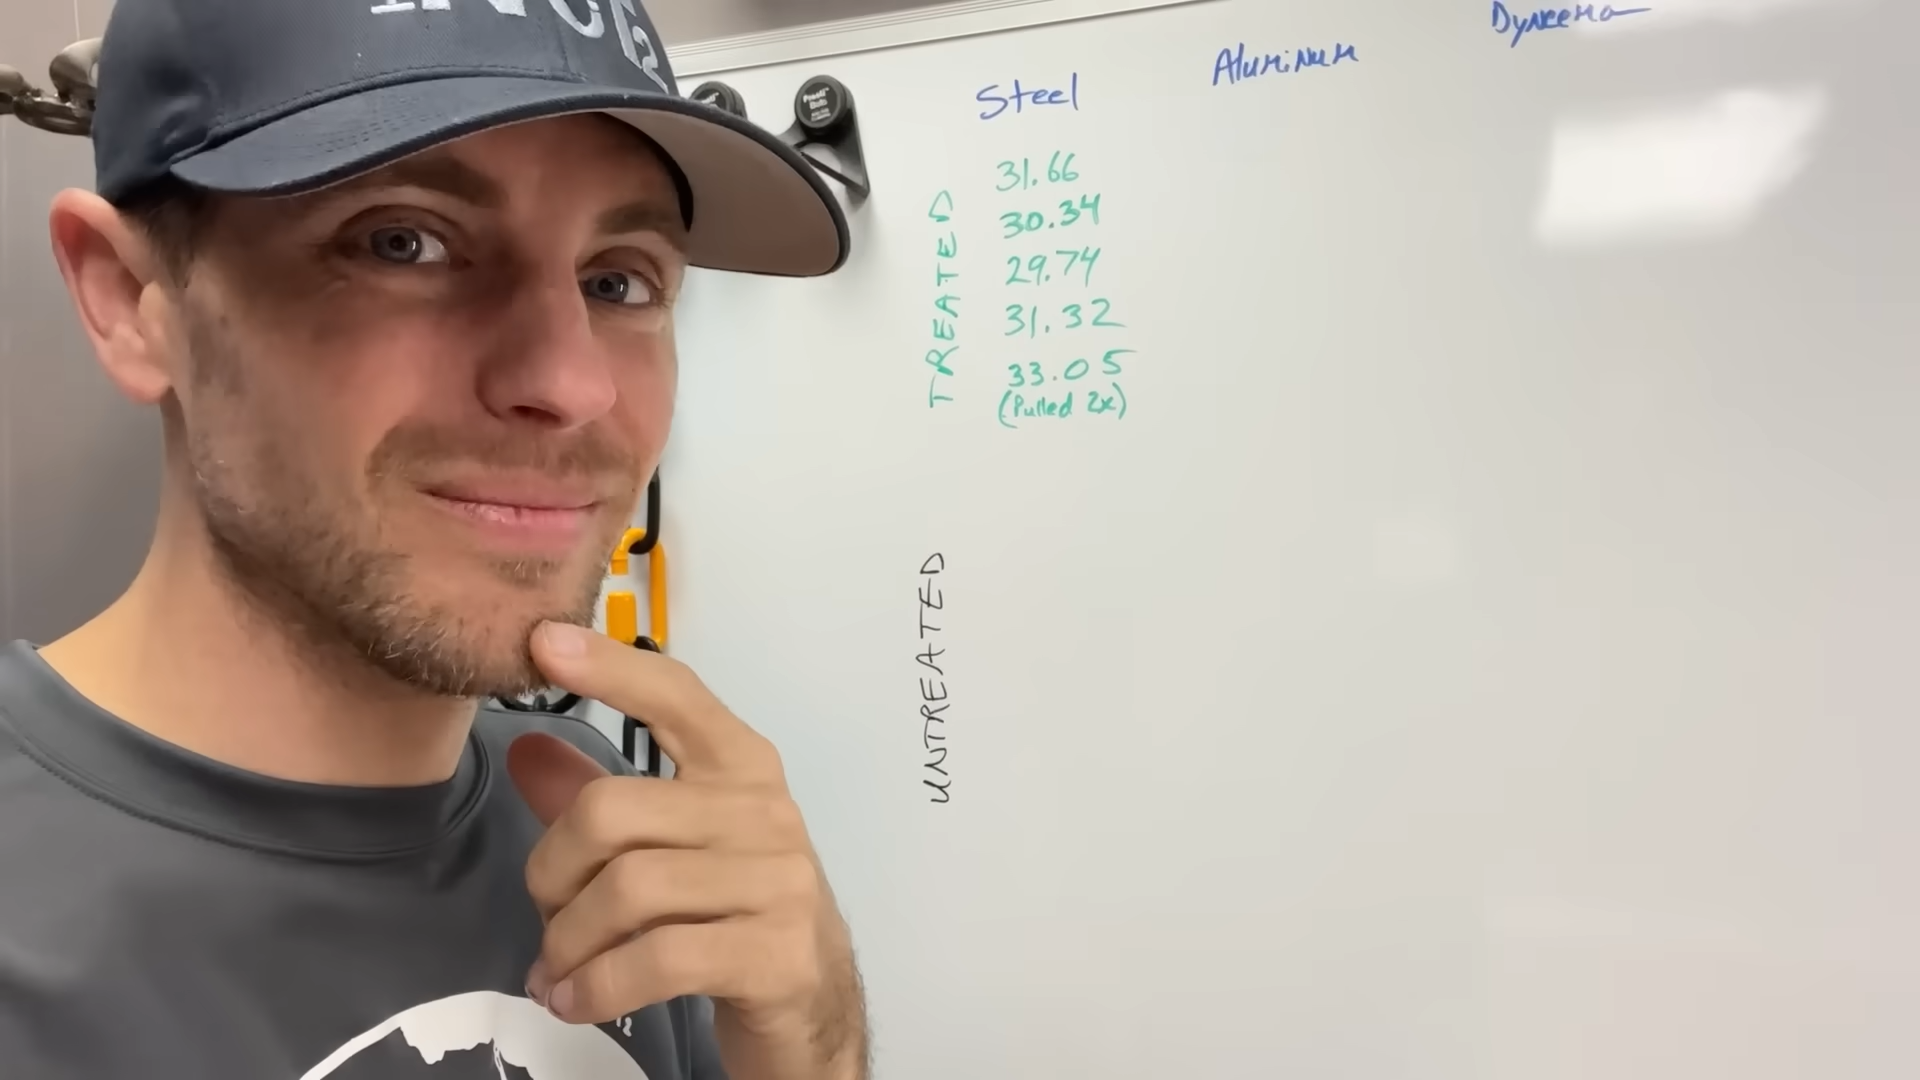 Steel
Aluminum
Dyneema
TREATED
31.66
30.34
29.74
31.32
33.05
(Pulled 2x)
UNTREATED